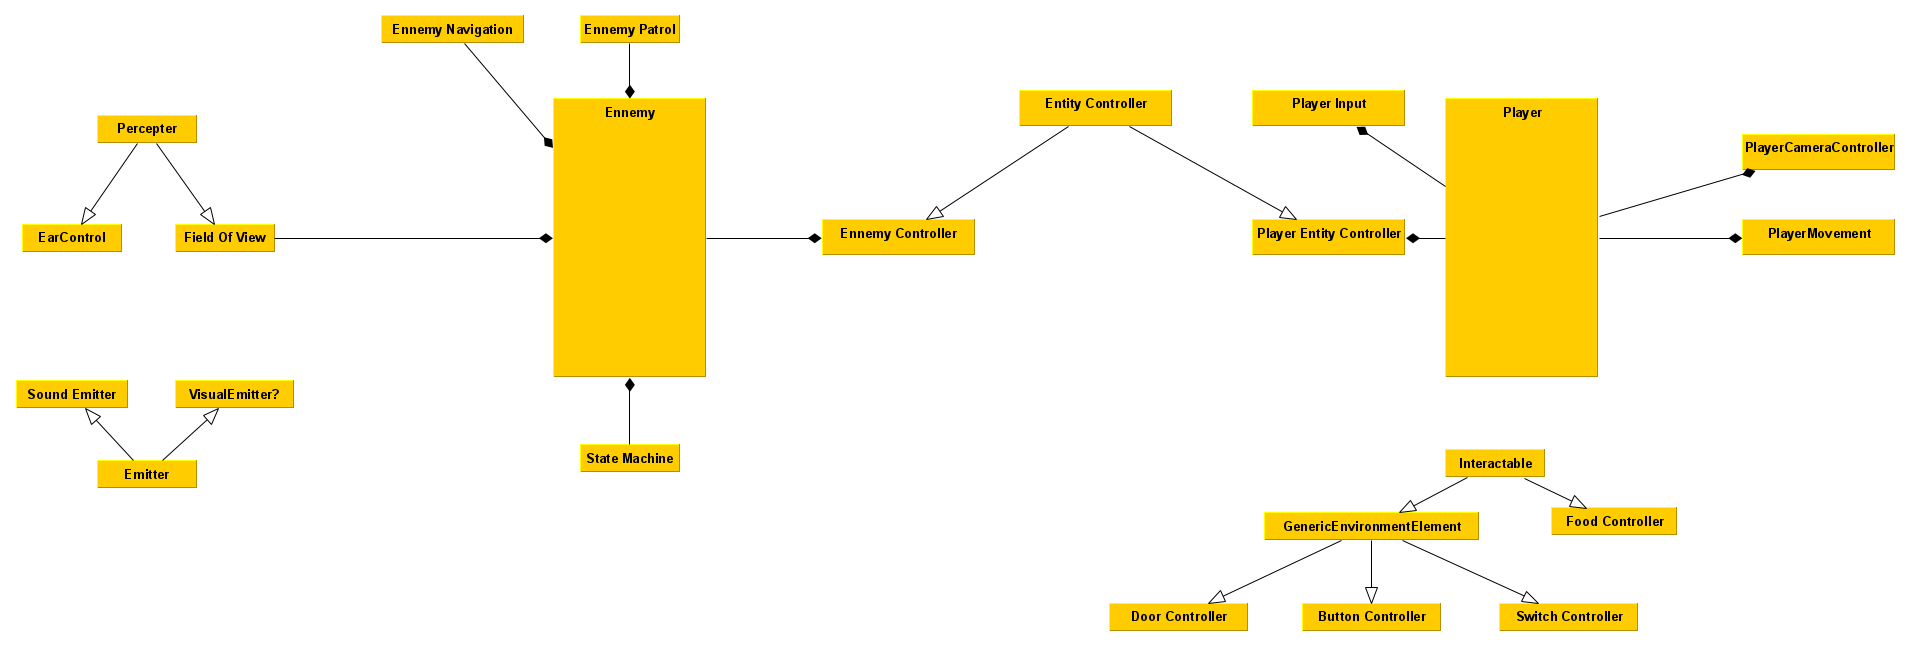 Ennemy Navigation
Ennemy Patrol
Ennemy
Entity Controller
Player Input
Player
Percepter
PlayerCameraController
EarControl
Field Of View
Ennemy Controller
Player Entity Controller
PlayerMovement
Sound Emitter
VisualEmitter?
Emitter
State Machine
Interactable
GenericEnvironmentElement
Food Controller
Door Controller
Button Controller
Switch Controller